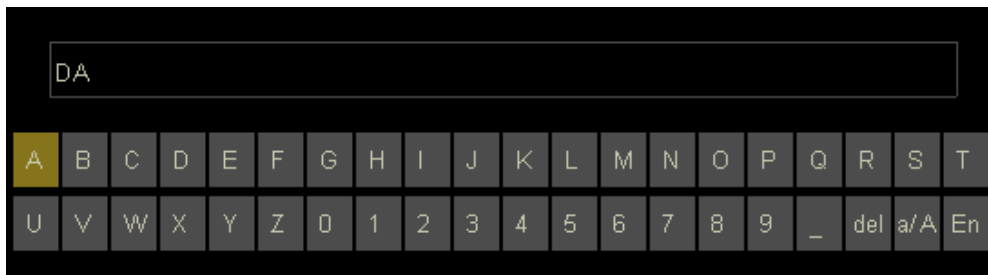 DA
A B C D E F G H I J K L M N O P Q R S T
U V W X Y Z 0 1 2 3 4 5 6 7 8 9 _ del a/A En